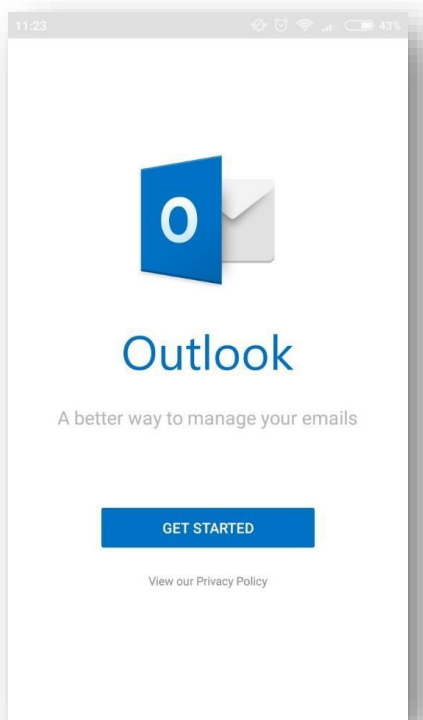 11:23 43%
O
Outlook
A better way to manage your emails
GET STARTED
View our Privacy Policy